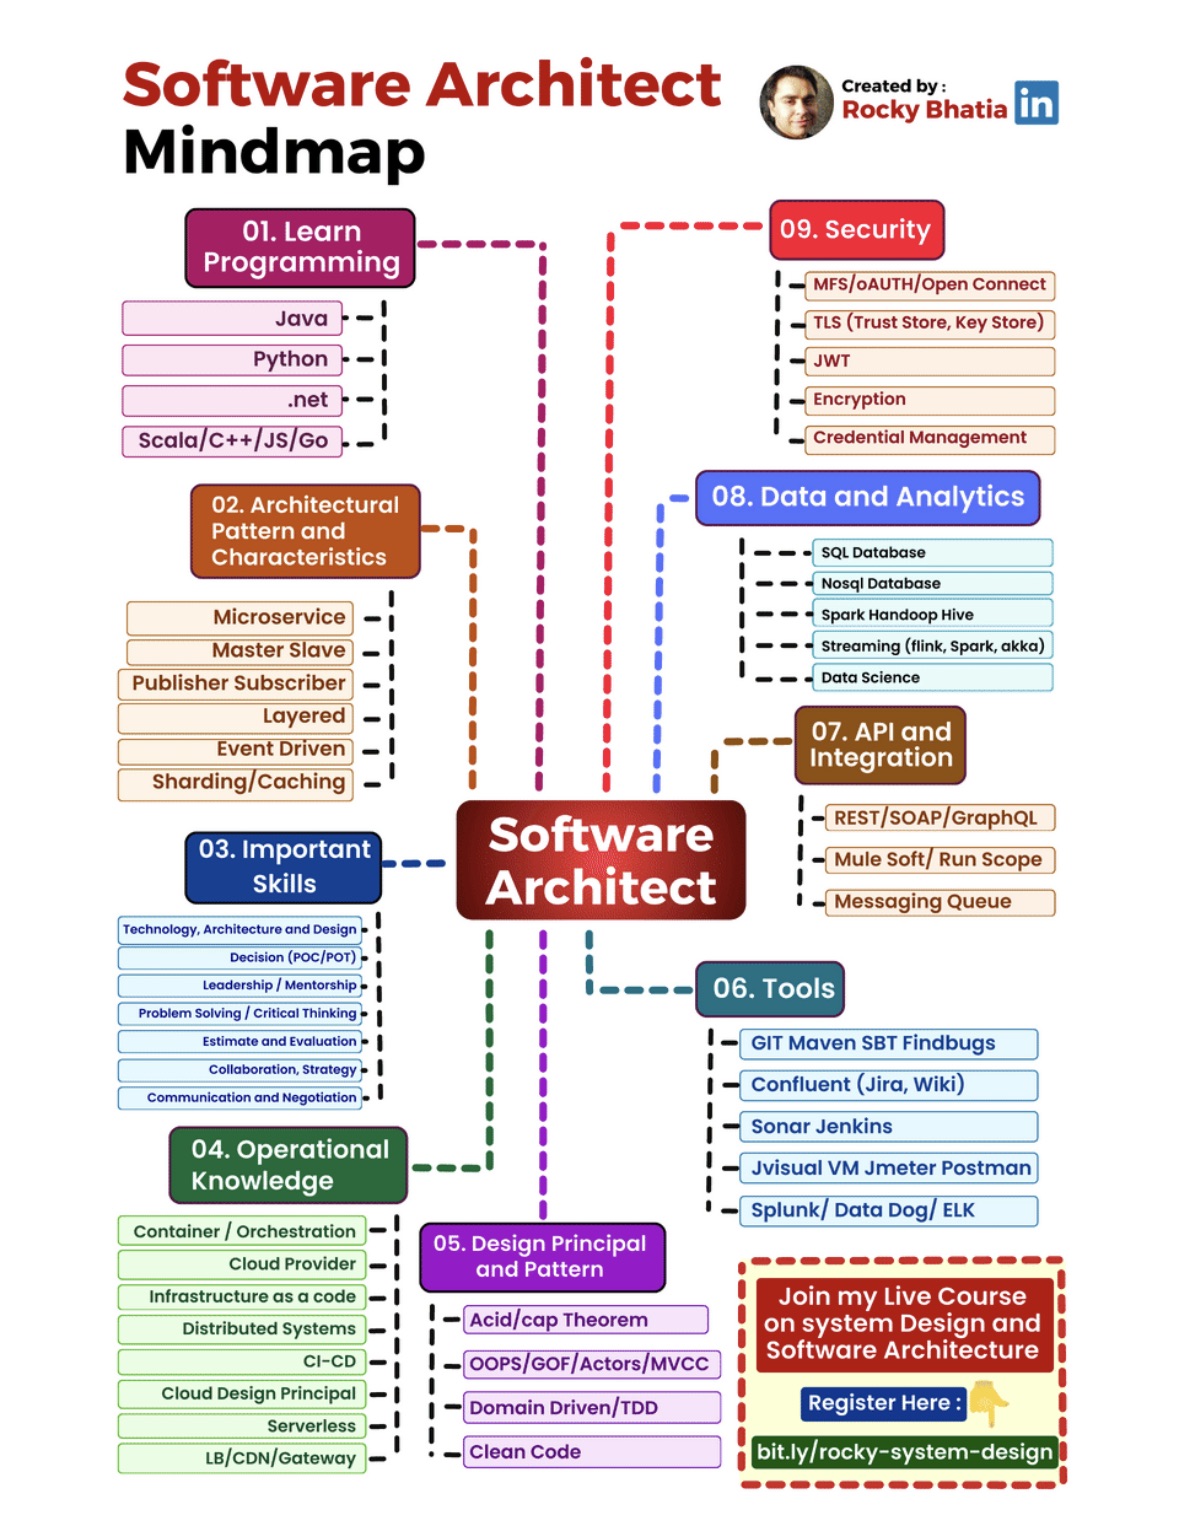 Software Architect
Mindmap
Created by :
Rocky Bhatia
in
01. Learn
Programming
Java
Python
.net
Scala/C++/JS/Go
02. Architectural
Pattern and
Characteristics
Microservice
Master Slave
Publisher Subscriber
Layered
Event Driven
Sharding/Caching
03. Important
Skills
Technology, Architecture and Design
Decision (POC/POT)
Leadership / Mentorship
Problem Solving / Critical Thinking
Estimate and Evaluation
Collaboration, Strategy
Communication and Negotiation
04. Operational
Knowledge
Container / Orchestration
Cloud Provider
Infrastructure as a code
Distributed Systems
CI-CD
Cloud Design Principal
Serverless
LB/CDN/Gateway
Software
Architect
05. Design Principal
and Pattern
Acid/cap Theorem
OOPS/GOF/Actors/MVCC
Domain Driven/TDD
Clean Code
09. Security
MFS/oAUTH/Open Connect
TLS (Trust Store, Key Store)
JWT
Encryption
Credential Management
08. Data and Analytics
SQL Database
Nosql Database
Spark Handoop Hive
Streaming (flink, Spark, akka)
Data Science
07. API and
Integration
REST/SOAP/GraphQL
Mule Soft/ Run Scope
Messaging Queue
06. Tools
GIT Maven SBT Findbugs
Confluent (Jira, Wiki)
Sonar Jenkins
Jvisual VM Jmeter Postman
Splunk/ Data Dog/ ELK
Join my Live Course
on system Design and
Software Architecture
Register Here :
bit.ly/rocky-system-design